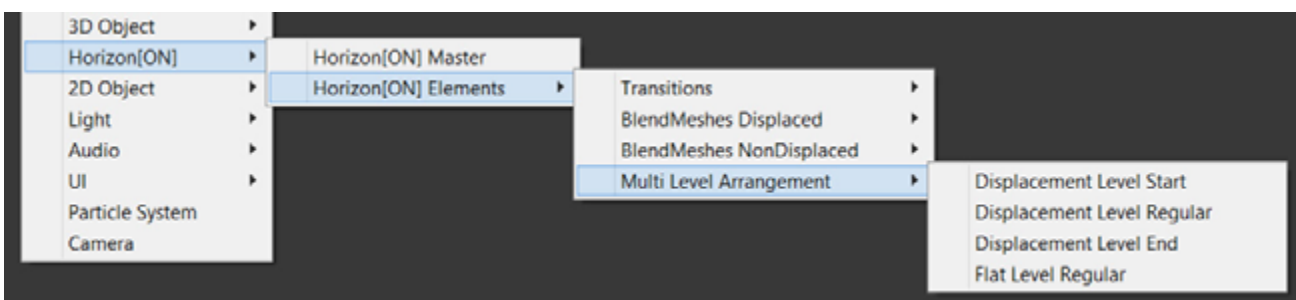 3D Object
Horizon[ON]
2D Object
Light
Audio
UI
Particle System
Camera
Horizon[ON] Master
Horizon[ON] Elements
Transitions
BlendMeshes Displaced
BlendMeshes NonDisplaced
Multi Level Arrangement
Displacement Level Start
Displacement Level Regular
Displacement Level End
Flat Level Regular